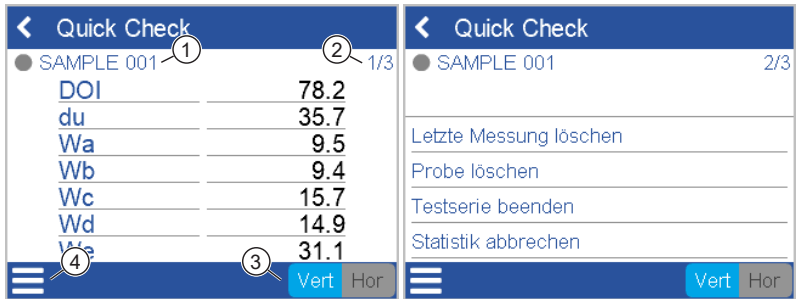 Quick Check
SAMPLE 001
1
2
1/3
DOI 78.2
du 35.7
Wa 9.5
Wb 9.4
Wc 15.7
Wd 14.9
We 31.1
4
3
Vert Hor
Quick Check
SAMPLE 001 2/3
Letzte Messung löschen
Probe löschen
Testserie beenden
Statistik abbrechen
Vert Hor